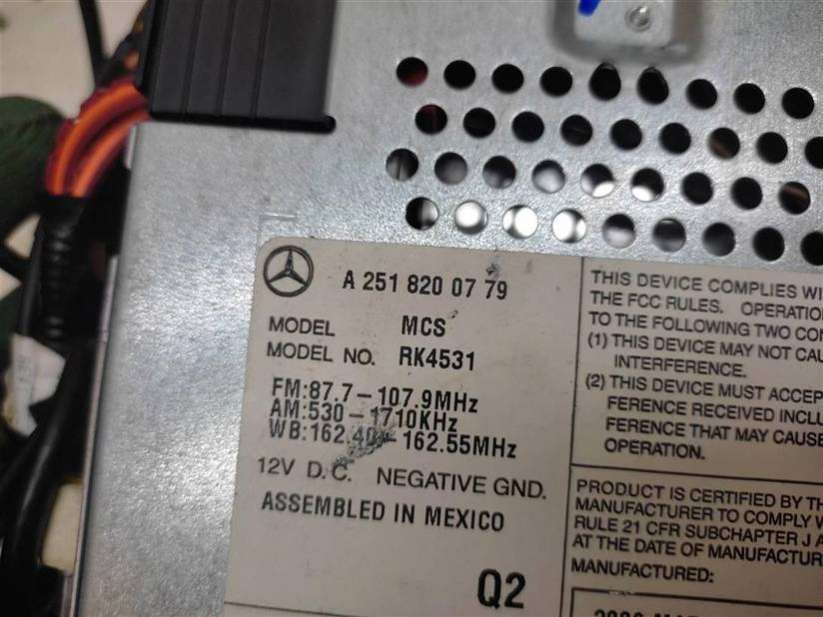 A 251 820 07 79
MODEL MCS
MODEL NO. RK4531
FM:87.7-107.9MHz
AM:530-1710KHz
WB:162.40-162.55MHz
12V D.C. NEGATIVE GND.
ASSEMBLED IN MEXICO
Q2
THIS DEVICE COMPLIES WI
THE FCC RULES. OPERATIO
TO THE FOLLOWING TWO CON
(1) THIS DEVICE MAY NOT CAU
INTERFERENCE.
(2) THIS DEVICE MUST ACCEP
FERENCE RECEIVED INCLU
FERENCE THAT MAY CAUSE
OPERATION.
PRODUCT IS CERTIFIED BY TH
MANUFACTURER TO COMPLY W
RULE 21 CFR SUBCHAPTER J A
AT THE DATE OF MANUFACTUR
MANUFACTURED: